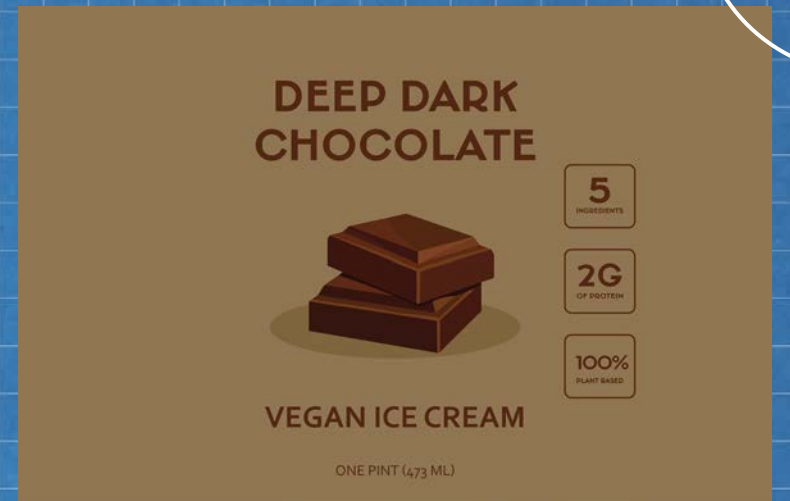 DEEP DARK
CHOCOLATE
5
INGREDIENTS
2G
OF PROTEIN
100%
PLANT BASED
VEGAN ICE CREAM
ONE PINT (473 ML)